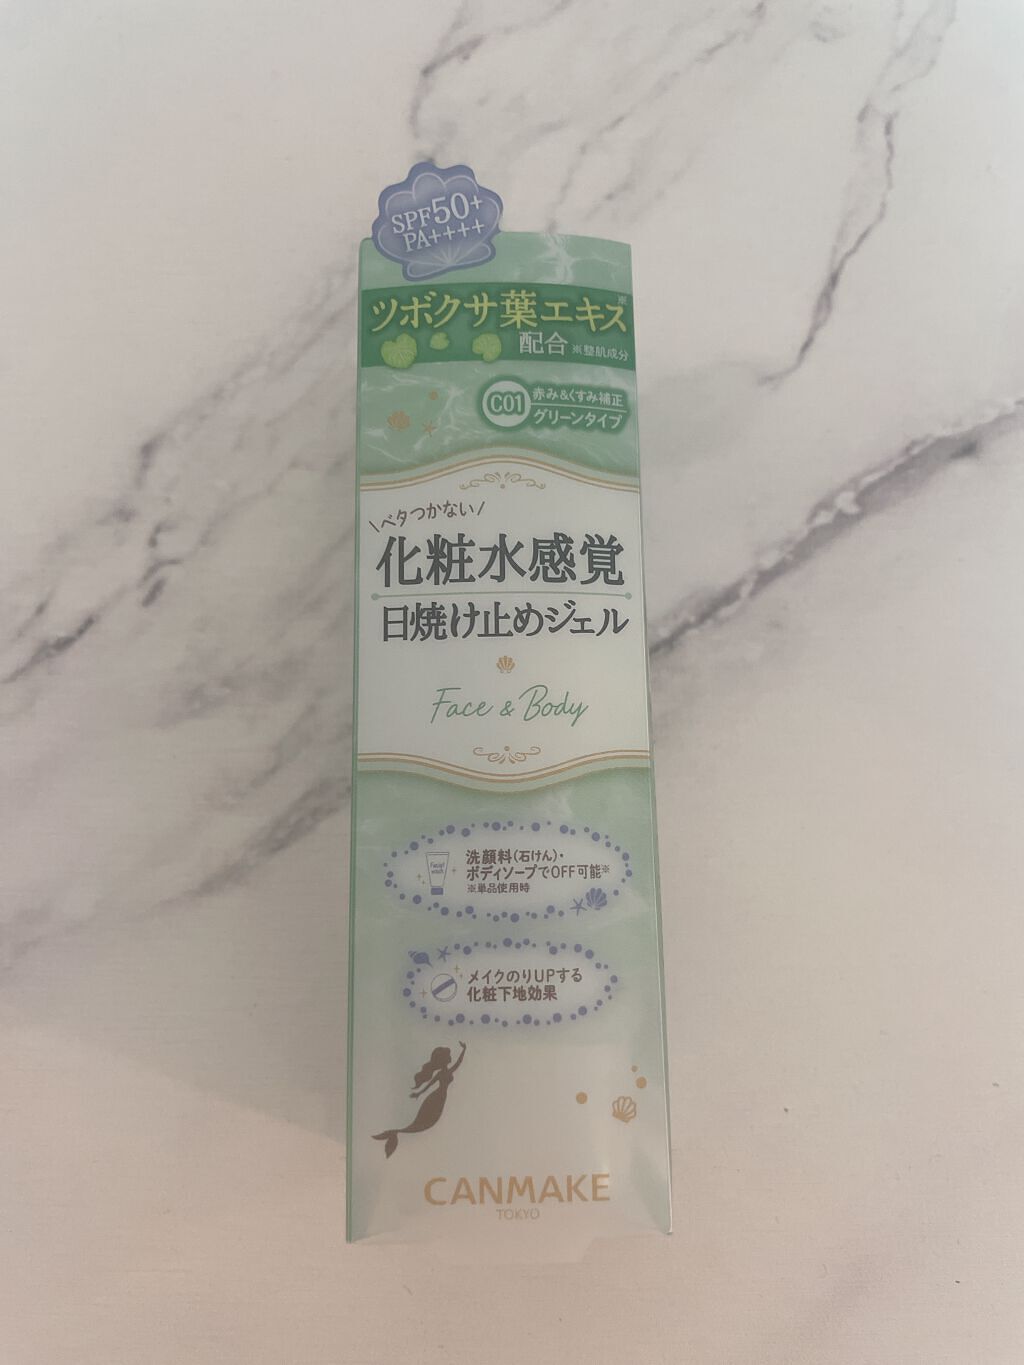 SPF50+
PA++++
ツボクサ葉エキス※
配合 ※整肌成分
C01
赤み&くすみ補正
グリーンタイプ
\ベタつかない/
化粧水感覚
日焼け止めジェル
Face & Body
Facial
wash
洗顔料(石けん)・
ボディソープでOFF可能※
※単品使用時
メイクのりUPする
化粧下地効果
CANMAKE
TOKYO